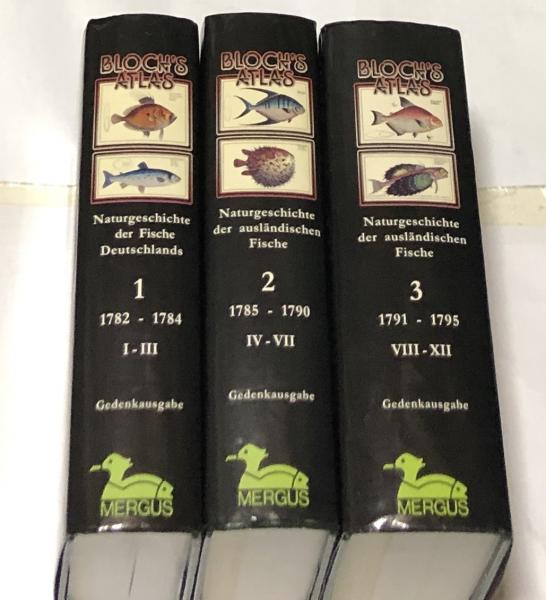 BLOCH'S
ATLAS
Naturgeschichte
der Fische
Deutschlands
1
1782 - 1784
I - III
Gedenkausgabe
MERGUS
BLOCH'S
ATLAS
Naturgeschichte
der ausländischen
Fische
2
1785 - 1790
IV - VII
Gedenkausgabe
MERGUS
BLOCH'S
ATLAS
Naturgeschichte
der ausländischen
Fische
3
1791 - 1795
VIII - XII
Gedenkausgabe
MERGUS